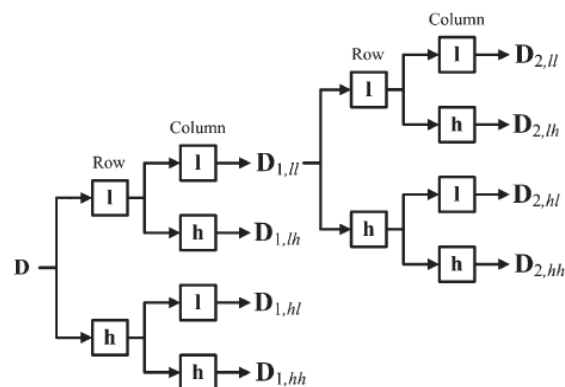 Column
Row
l
D2,ll
l
h
D2,lh
Column
Row
l
D1,ll
l
h
D1,lh
l
D2,hl
h
h
D2,hh
D
l
D1,hl
h
h
D1,hh